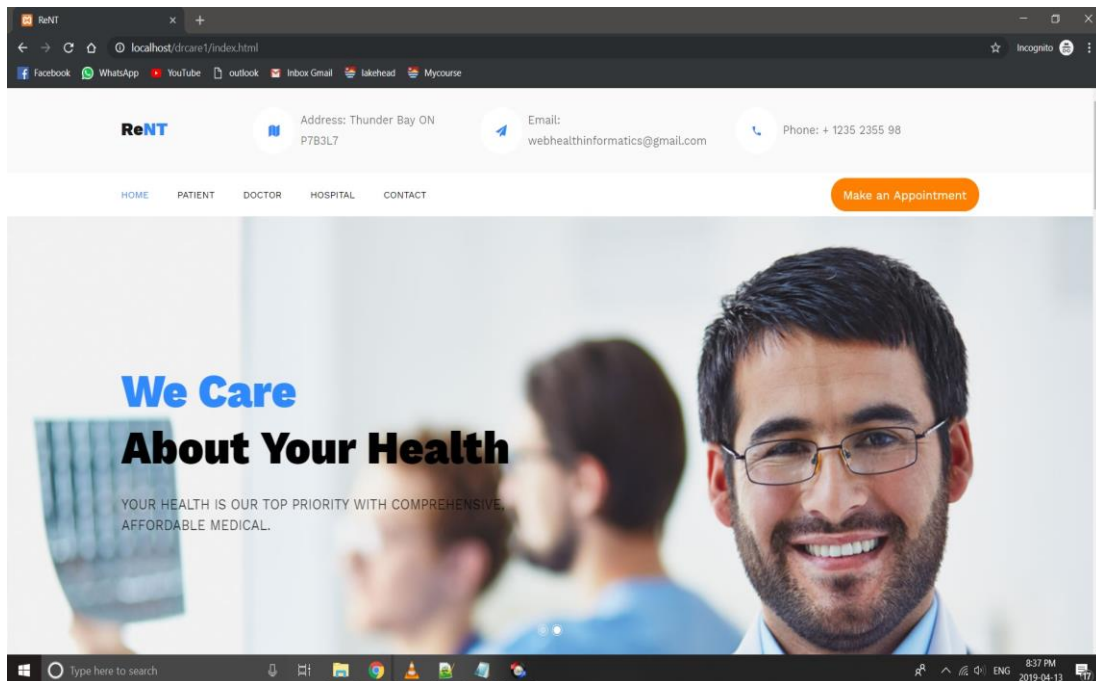 ReNT
localhost/drcare1/index.html
Incognito
Facebook WhatsApp YouTube outlook Inbox Gmail lakehead Mycourse
ReNT
Address: Thunder Bay ON
P7B3L7
Email:
webhealthinformatics@gmail.com
Phone: + 1235 2355 98
HOME PATIENT DOCTOR HOSPITAL CONTACT
Make an Appointment
We Care
About Your Health
YOUR HEALTH IS OUR TOP PRIORITY WITH COMPREHENSIVE,
AFFORDABLE MEDICAL.
Type here to search
ENG
8:37 PM
2019-04-13
17